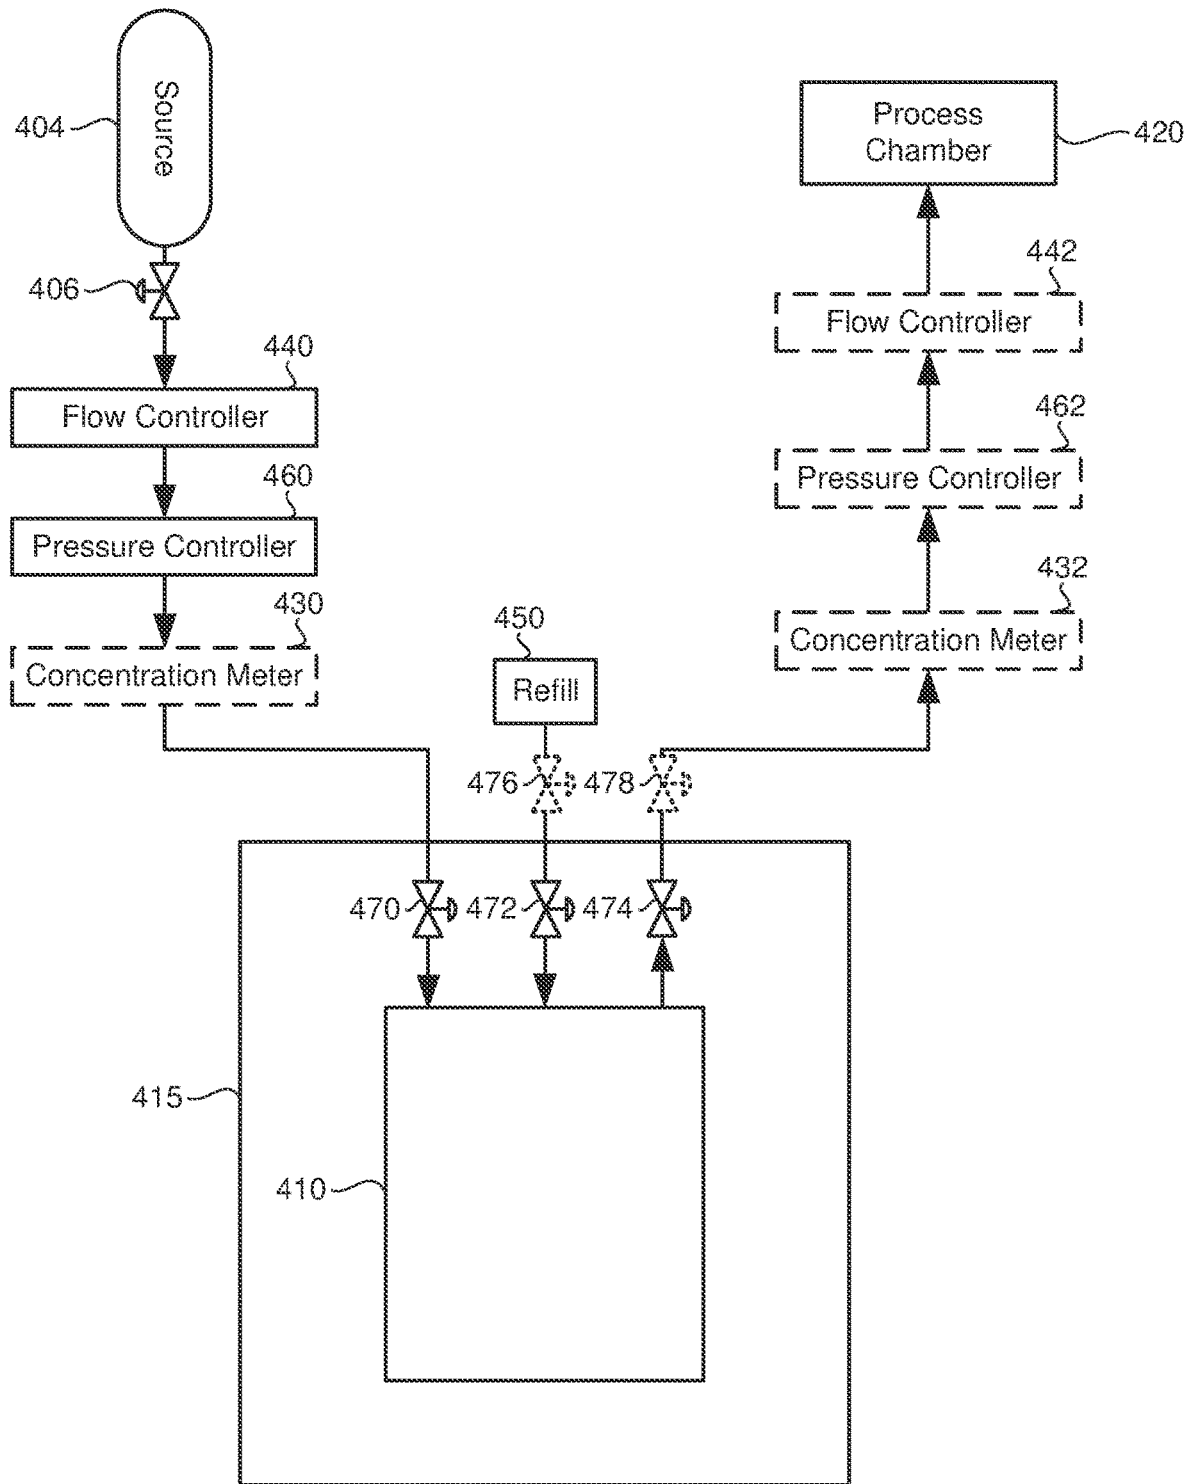 Source
404
406
440
Flow Controller
460
Pressure Controller
430
Concentration Meter
Process
Chamber
420
442
Flow Controller
462
Pressure Controller
432
Concentration Meter
450
Refill
476
478
470
472
474
415
410